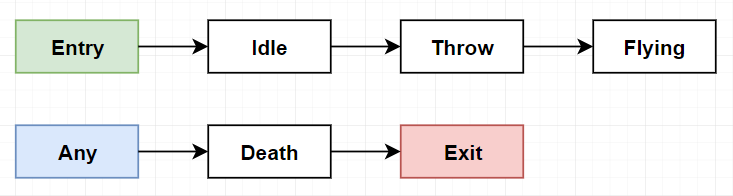 Entry Idle Throw Flying
Any Death Exit